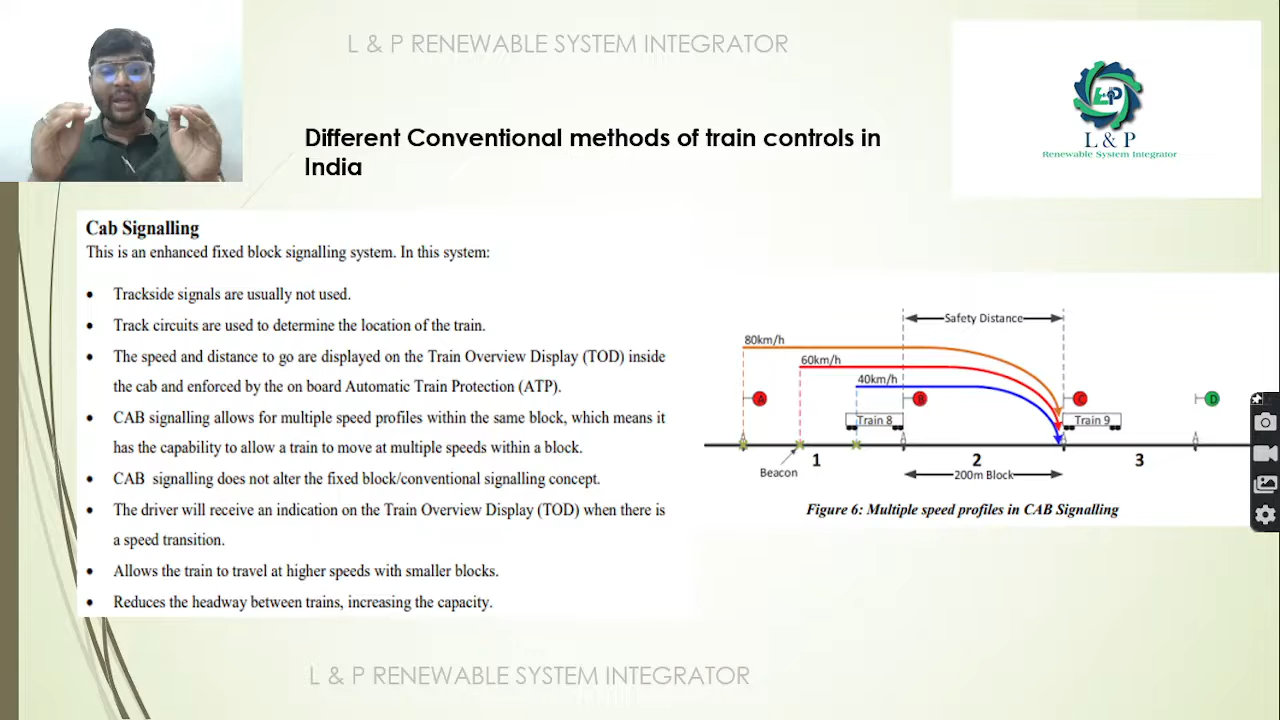 L & P RENEWABLE SYSTEM INTEGRATOR
L&P
L & P
Renewable System Integrator
Different Conventional methods of train controls in
India
Cab Signalling
This is an enhanced fixed block signalling system. In this system:
• Trackside signals are usually not used.
• Track circuits are used to determine the location of the train.
• The speed and distance to go are displayed on the Train Overview Display (TOD) inside
the cab and enforced by the on board Automatic Train Protection (ATP).
• CAB signalling allows for multiple speed profiles within the same block, which means it
has the capability to allow a train to move at multiple speeds within a block.
• CAB signalling does not alter the fixed block/conventional signalling concept.
• The driver will receive an indication on the Train Overview Display (TOD) when there is
a speed transition.
• Allows the train to travel at higher speeds with smaller blocks.
• Reduces the headway between trains, increasing the capacity.
Safety Distance
80km/h
60km/h
40km/h
A
B
C
D
Train 8
Train 9
1
2
3
Beacon
200m Block
Figure 6: Multiple speed profiles in CAB Signalling
L & P RENEWABLE SYSTEM INTEGRATOR